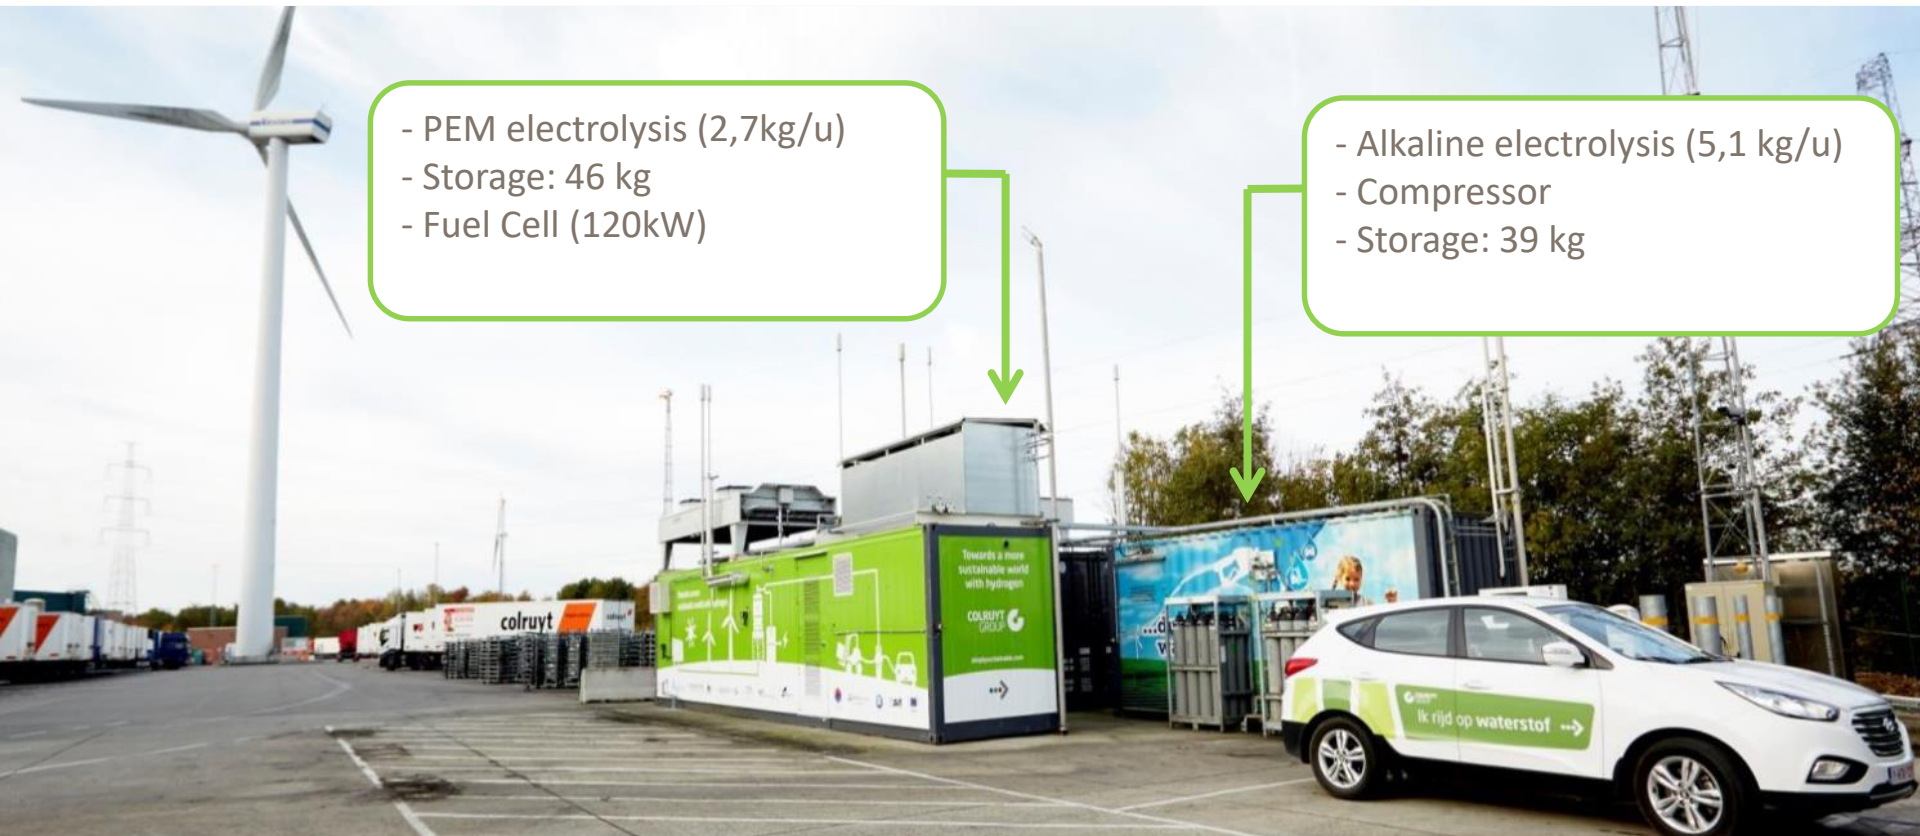 - PEM electrolysis (2,7kg/u)
- Storage: 46 kg
- Fuel Cell (120kW)
- Alkaline electrolysis (5,1 kg/u)
- Compressor
- Storage: 39 kg
Towards a more
sustainable world
with hydrogen
COLRUYT
GROUP
colruyt
Ik rijd op waterstof